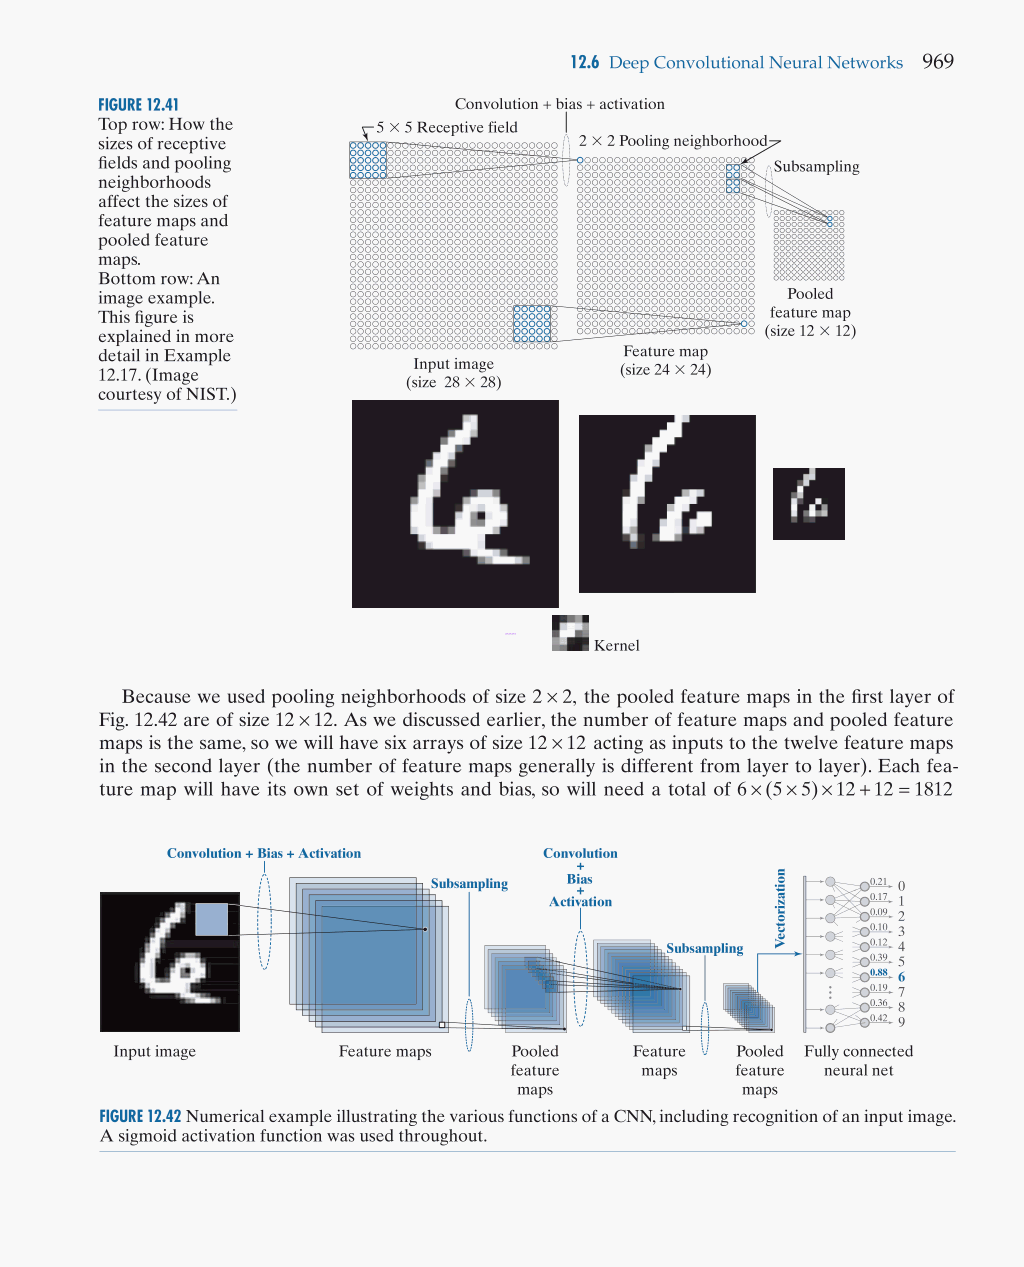 12.6 Deep Convolutional Neural Networks 969
FIGURE 12.41
Top row: How the
sizes of receptive
fields and pooling
neighborhoods
affect the sizes of
feature maps and
pooled feature
maps.
Bottom row: An
image example.
This figure is
explained in more
detail in Example
12.17. (Image
courtesy of NIST.)
Convolution + bias + activation
5 × 5 Receptive field
2 × 2 Pooling neighborhood
Subsampling
Pooled
feature map
(size 12 × 12)
Feature map
(size 24 × 24)
Input image
(size 28 × 28)
Kernel
Because we used pooling neighborhoods of size 2 × 2, the pooled feature maps in the first layer of
Fig. 12.42 are of size 12 × 12. As we discussed earlier, the number of feature maps and pooled feature
maps is the same, so we will have six arrays of size 12 × 12 acting as inputs to the twelve feature maps
in the second layer (the number of feature maps generally is different from layer to layer). Each fea-
ture map will have its own set of weights and bias, so will need a total of 6 × (5 × 5) × 12 + 12 = 1812
Convolution + Bias + Activation
Subsampling
Convolution
+
Bias
+
Activation
Subsampling
Vectorization
0.21 0
0.17 1
0.09 2
0.10 3
0.12 4
0.39 5
0.88 6
0.19 7
0.36 8
0.42 9
Input image
Feature maps
Pooled
feature
maps
Feature
maps
Pooled
feature
maps
Fully connected
neural net
FIGURE 12.42 Numerical example illustrating the various functions of a CNN, including recognition of an input image.
A sigmoid activation function was used throughout.